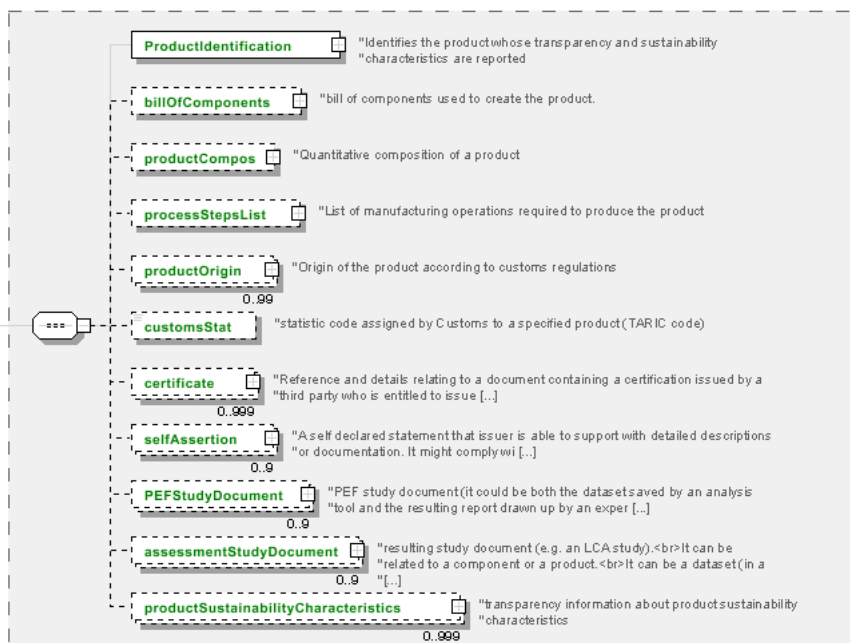 ProductIdentification
"Identifies the product whose transparency and sustainability
"characteristics are reported
billOfComponents
"bill of components used to create the product.
productCompos
"Quantitative composition of a product
processStepsList
"List of manufacturing operations required to produce the product
productOrigin
"Origin of the product according to customs regulations
0..99
customsStat
"statistic code assigned by Customs to a specified product (TARIC code)
certificate
"Reference and details relating to a document containing a certification issued by a
"third party who is entitled to issue [...]
0..999
selfAssertion
"A self declared statement that issuer is able to support with detailed descriptions
"or documentation. It might comply wi [...]
0..9
PEFStudyDocument
"PEF study document (it could be both the dataset saved by an analysis
"tool and the resulting report drawn up by an exper [...]
0..9
assessmentStudyDocument
"resulting study document (e.g. an LCA study).<br>It can be
"related to a component or a product.<br>It can be a dataset (in a
"[...]
0..9
productSustainabilityCharacteristics
"transparency information about product sustainability
"characteristics
0..999